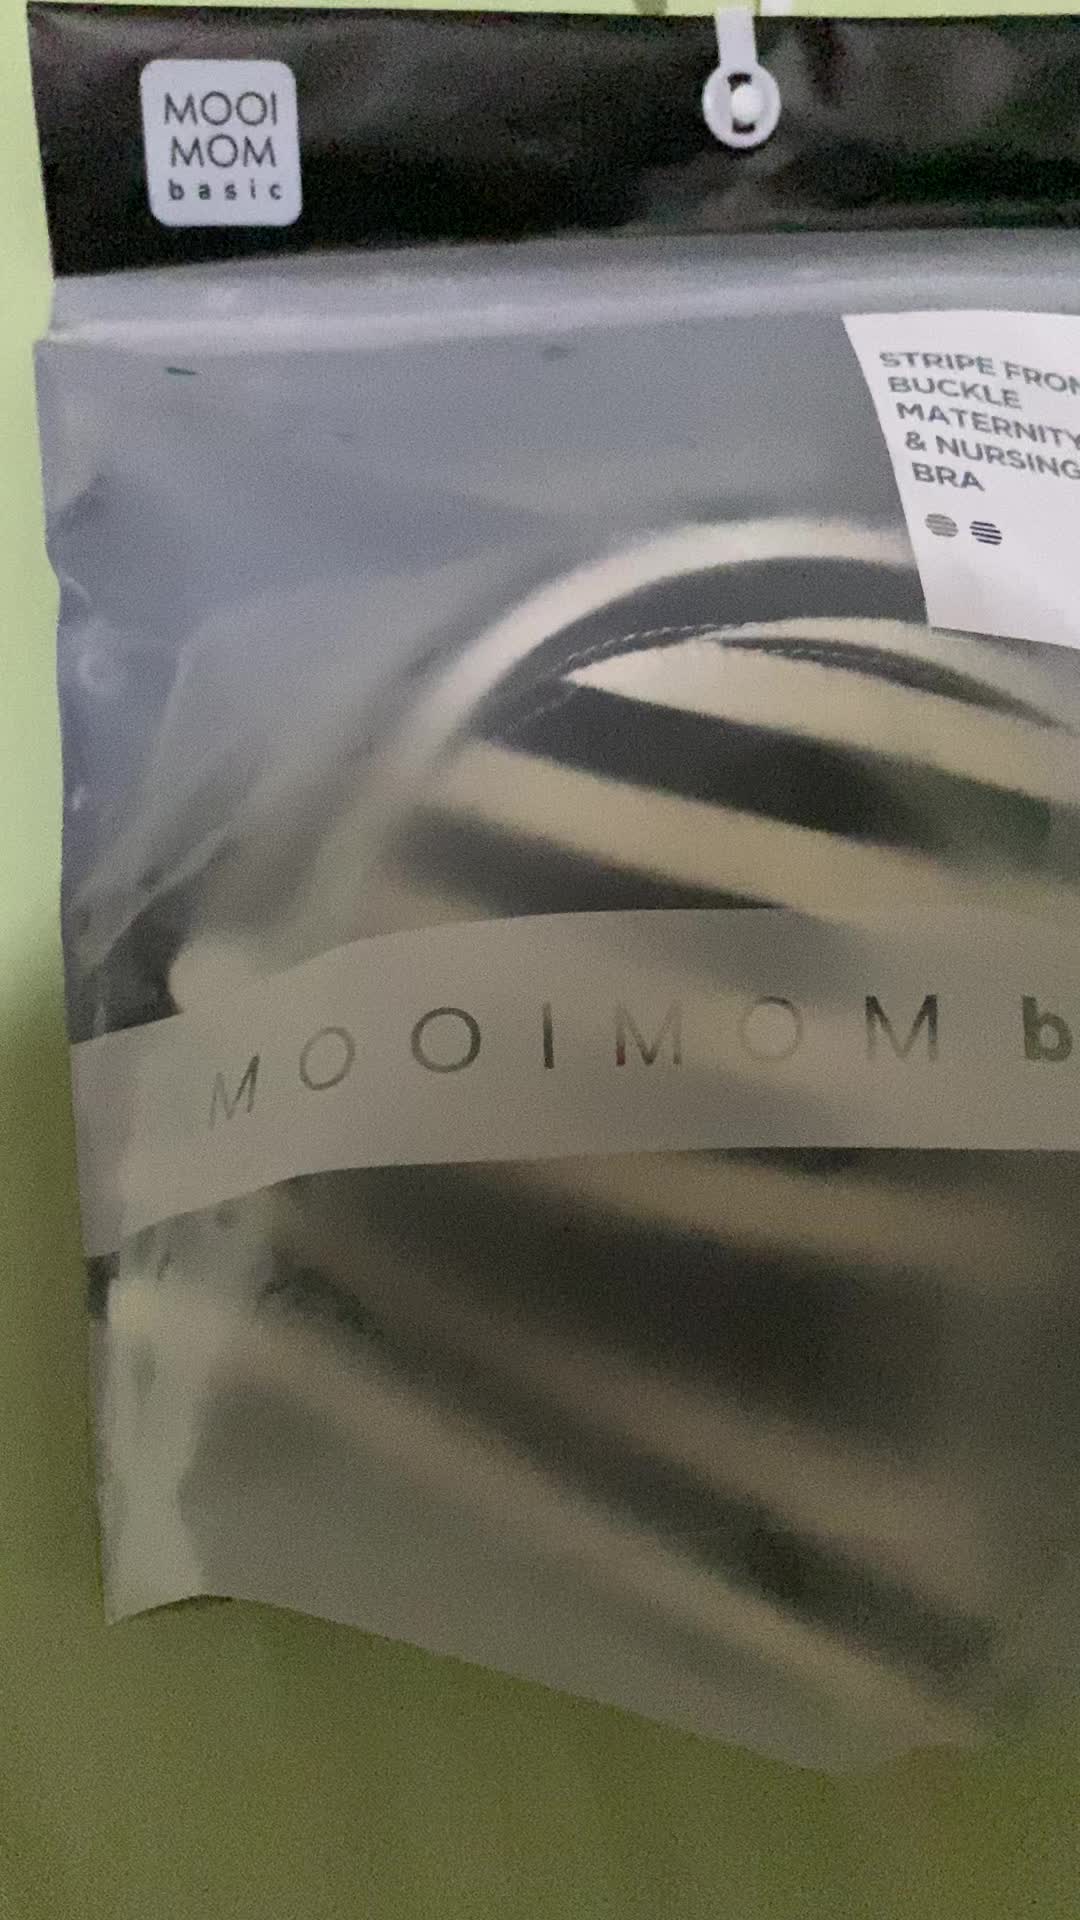 MOOI
MOM
basic
STRIPE FRON
BUCKLE
MATERNITY
& NURSING
BRA
MOOIMOM b